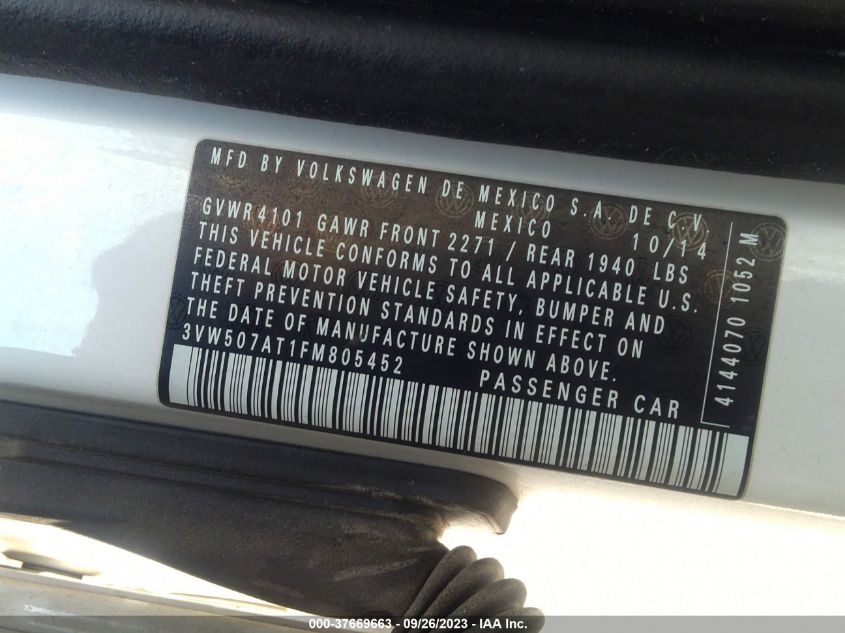 MFD BY VOLKSWAGEN DE MEXICO S.A. DE C.V
MEXICO 10/14
GVWR 4101 GAWR FRONT 2271 / REAR 1940 LBS
THIS VEHICLE CONFORMS TO ALL APPLICABLE U.S.
FEDERAL MOTOR VEHICLE SAFETY, BUMPER AND
THEFT PREVENTION STANDARDS IN EFFECT ON
THE DATE OF MANUFACTURE SHOWN ABOVE.
3VW507AT1FM805452 PASSENGER CAR
4144070 1052 M
000-37669663 - 09/26/2023 - IAA Inc.